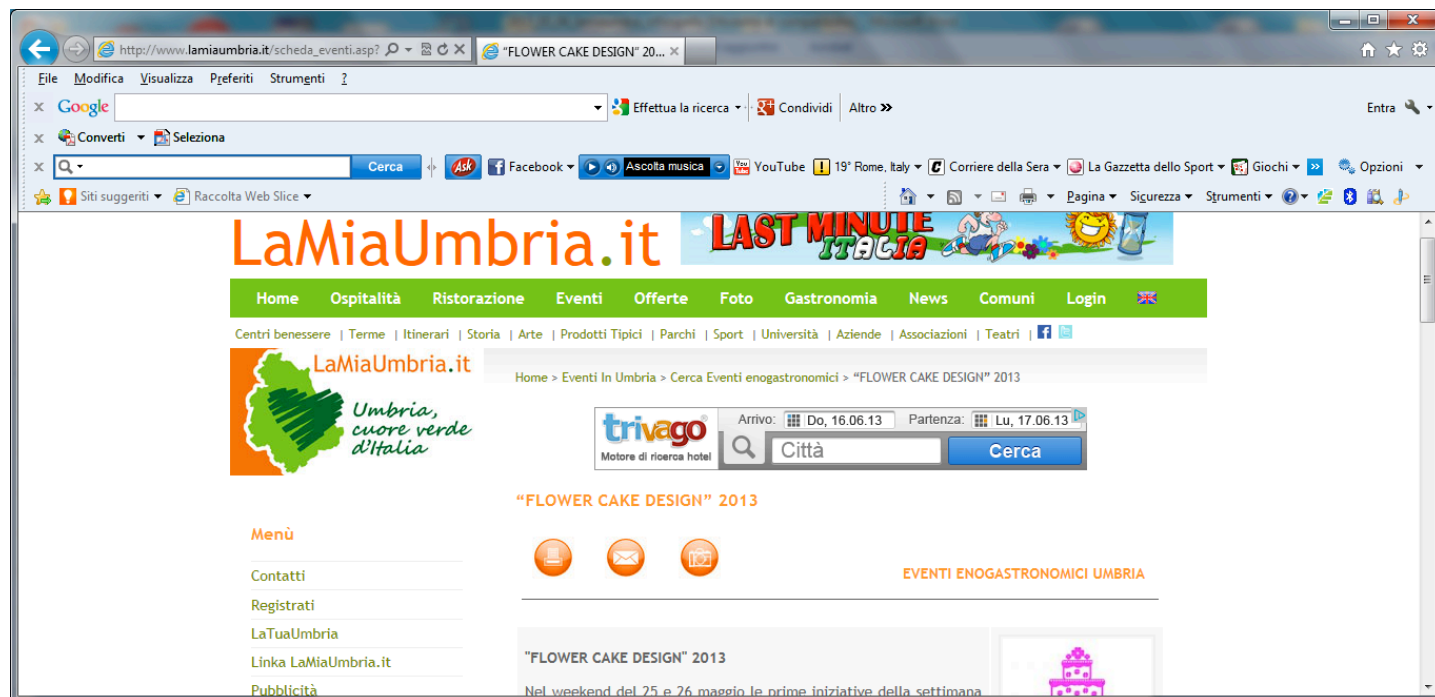 http://www.lamiaumbria.it/scheda_eventi.asp?
"FLOWER CAKE DESIGN" 20...
File Modifica Visualizza Preferiti Strumenti ?
Google Effettua la ricerca Condividi Altro » Entra
Converti Seleziona
Cerca Ask Facebook Ascolta musica You YouTube 19° Rome, Italy Corriere della Sera La Gazzetta dello Sport Giochi » Opzioni
Siti suggeriti Raccolta Web Slice Pagina Sicurezza Strumenti
LaMiaUmbria.it LAST MINUTE
ITALIA
Home Ospitalità Ristorazione Eventi Offerte Foto Gastronomia News Comuni Login
Centri benessere | Terme | Itinerari | Storia | Arte | Prodotti Tipici | Parchi | Sport | Università | Aziende | Associazioni | Teatri |
LaMiaUmbria.it
Umbria,
cuore verde
d'Italia
Home > Eventi In Umbria > Cerca Eventi enogastronomici > “FLOWER CAKE DESIGN” 2013
trivago
Motore di ricerca hotel
Arrivo: Do, 16.06.13 Partenza: Lu, 17.06.13
Città Cerca
“FLOWER CAKE DESIGN” 2013
EVENTI ENOGASTRONOMICI UMBRIA
Menù
Contatti
Registrati
LaTuaUmbria
Linka LaMiaUmbria.it
Pubblicità
"FLOWER CAKE DESIGN" 2013
Nel weekend del 25 e 26 maggio le prime iniziative della settimana